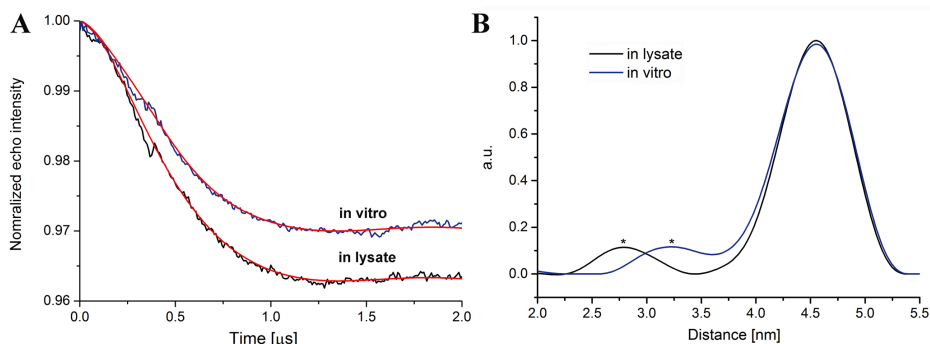 A
Normalized echo intensity
1.00
0.99
0.98
0.97
0.96
in vitro
in lysate
0.0
0.5
1.0
1.5
2.0
Time [µs]
B
a.u.
1.0
0.8
0.6
0.4
0.2
0.0
in lysate
in vitro
*
*
2.0
2.5
3.0
3.5
4.0
4.5
5.0
5.5
Distance [nm]